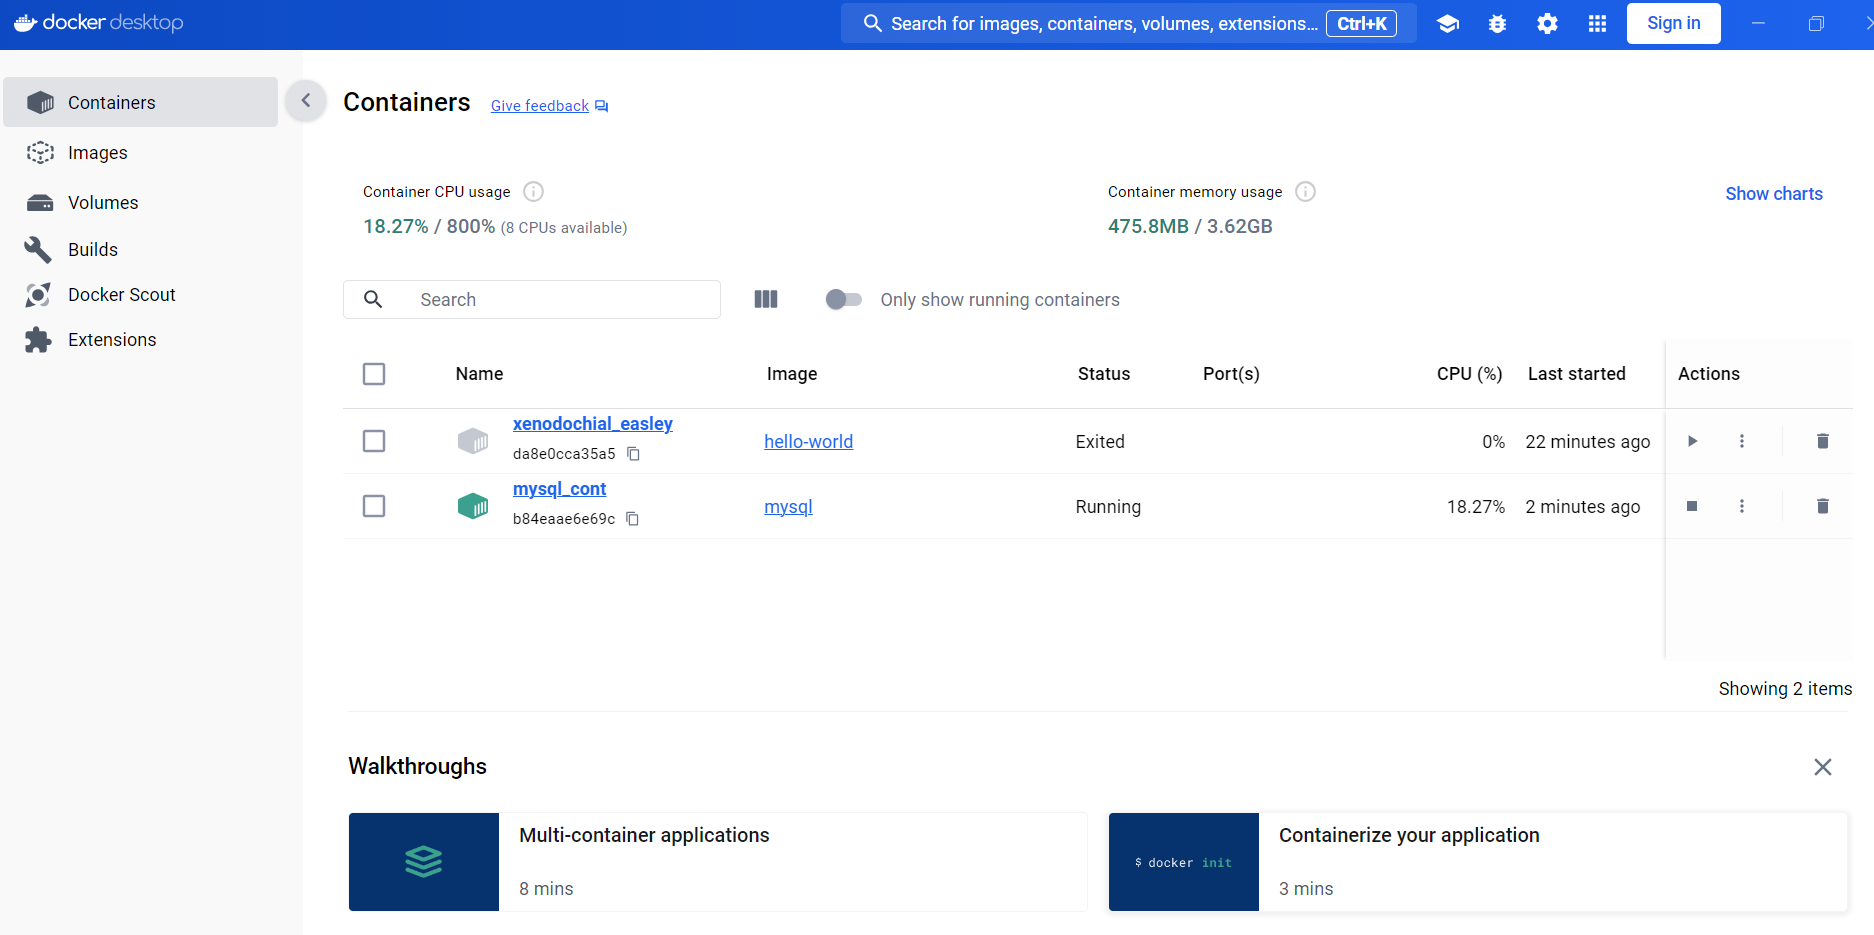 docker desktop
Search for images, containers, volumes, extensions... Ctrl+K
Sign in
Containers
Images
Volumes
Builds
Docker Scout
Extensions
Containers Give feedback
Container CPU usage
18.27% / 800% (8 CPUs available)
Container memory usage
475.8MB / 3.62GB
Show charts
Search
Only show running containers
Name Image Status Port(s) CPU (%) Last started Actions
xenodochial_easley
da8e0cca35a5
hello-world Exited 0% 22 minutes ago
mysql_cont
b84eaae6e69c
mysql Running 18.27% 2 minutes ago
Showing 2 items
Walkthroughs
Multi-container applications
8 mins
$ docker init
Containerize your application
3 mins